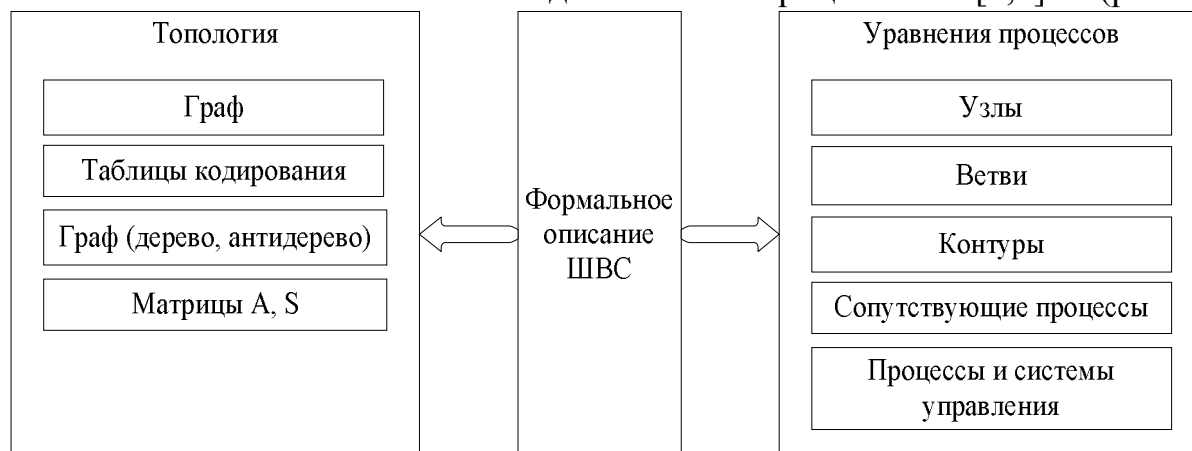 Топология
Граф
Таблицы кодирования
Граф (дерево, антидерево)
Матрицы A, S
Формальное
описание
ШВС
Уравнения процессов
Узлы
Ветви
Контуры
Сопутствующие процессы
Процессы и системы
управления